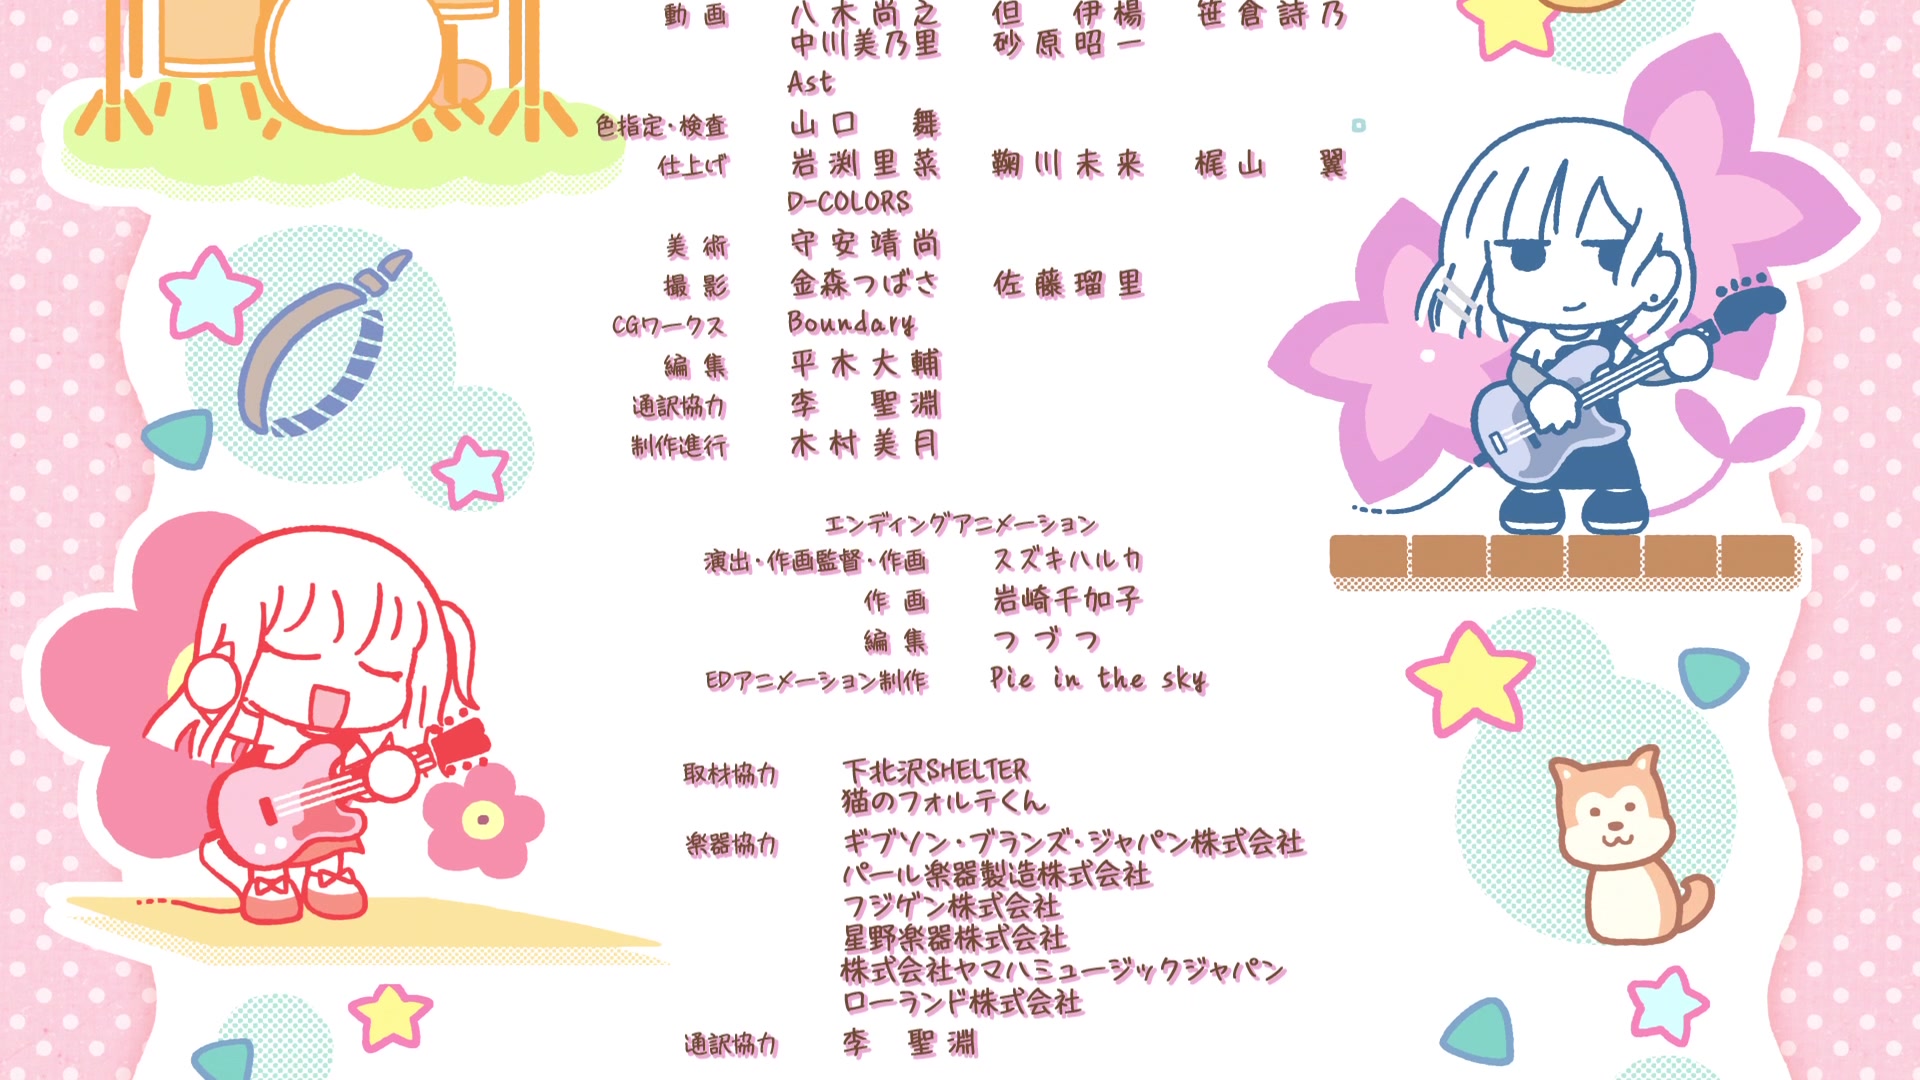 動画 八木尚之 但 伊楊 笹倉詩乃
中川美乃里 砂原昭一
Ast
色指定・検査 山口 舞
仕上げ 岩渕里菜 鞠川未来 梶山 翼
D-COLORS
美術 守安靖尚
撮影 金森つばさ 佐藤瑠里
CGワークス Boundary
編集 平木大輔
通訳協力 李 聖淵
制作進行 木村美月
エンディングアニメーション
演出・作画監督・作画 スズキハルカ
作画 岩崎千加子
編集 つづつ
EDアニメーション制作 Pie in the sky
取材協力 下北沢SHELTER
猫のフォルテくん
楽器協力 ギブソン・ブランズ・ジャパン株式会社
パール楽器製造株式会社
フジゲン株式会社
星野楽器株式会社
株式会社ヤマハミュージックジャパン
ローランド株式会社
通訳協力 李 聖淵